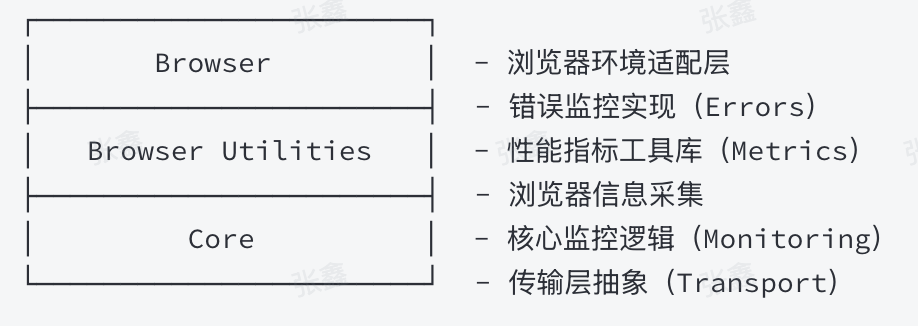 张鑫 张鑫
Browser - 浏览器环境适配层
- 错误监控实现（Errors）
张鑫 Browser Utilities 张鑫 - 性能指标工具库（Metrics）
- 浏览器信息采集
Core - 核心监控逻辑（Monitoring）
张鑫 - 传输层抽象（Transport） 张鑫